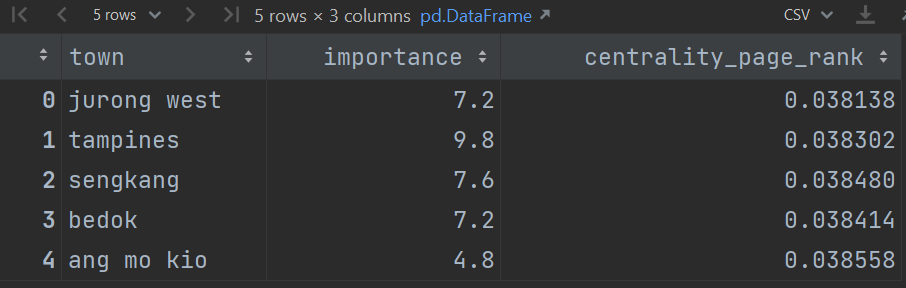 5 rows 5 rows × 3 columns pd.DataFrame CSV
town importance centrality_page_rank
0 jurong west 7.2 0.038138
1 tampines 9.8 0.038302
2 sengkang 7.6 0.038480
3 bedok 7.2 0.038414
4 ang mo kio 4.8 0.038558